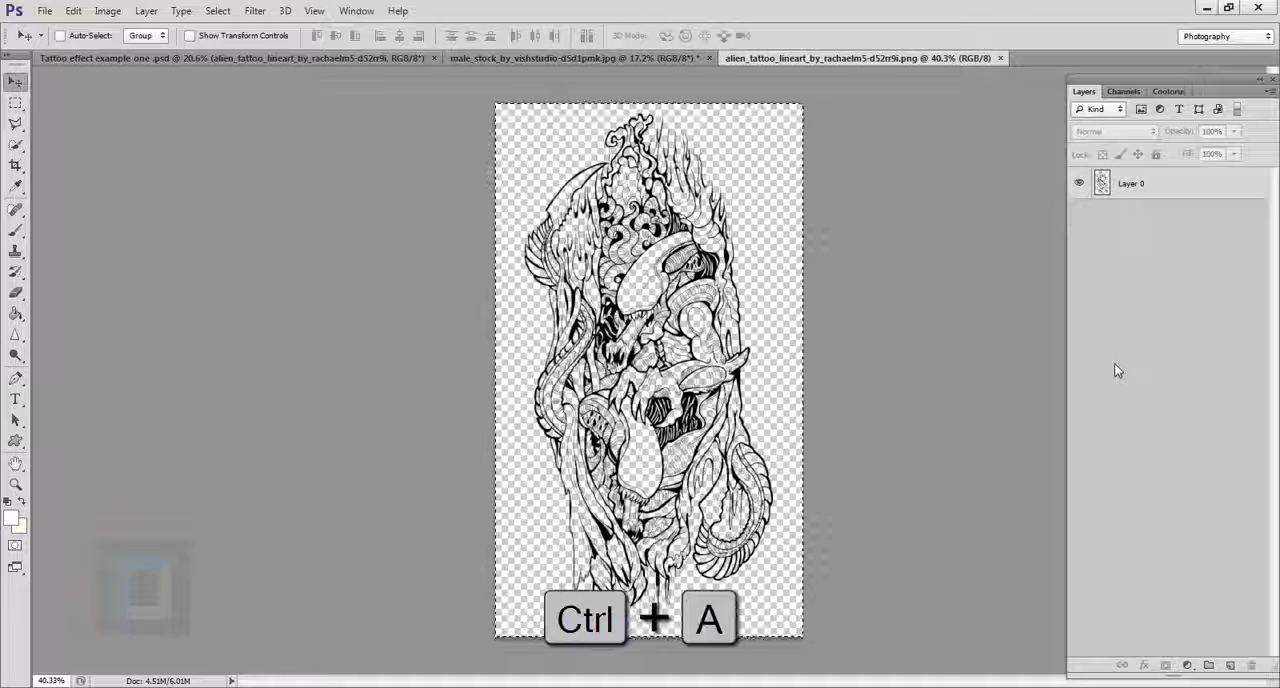 Ps File Edit Image Layer Type Select Filter 3D View Window Help
Auto-Select: Group Show Transform Controls 3D Mode: Photography
Tattoo effect example one .psd @ 20.6% (alien_tattoo_lineart_by_rachaelm5-d52rr9i, RGB/8*) × male_stock_by_vishstudio-d5d1pmk.jpg @ 17.2% (RGB/8*) * × alien_tattoo_lineart_by_rachaelm5-d52rr9i.png @ 40.3% (RGB/8) ×
Layers Channels Coolorus
Kind
Normal Opacity: 100%
Lock: Fill: 100%
Layer 0
Ctrl + A
40.33% Doc: 4.51M/6.01M